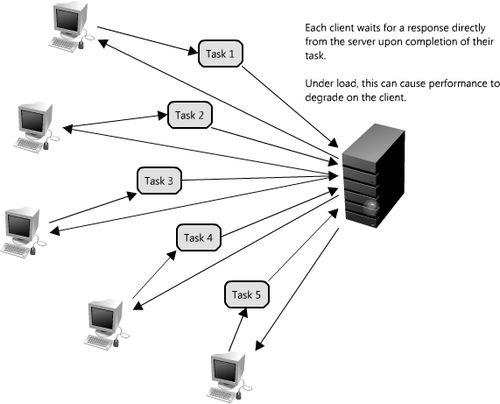 Each client waits for a response directly
from the server upon completion of their
task.
Under load, this can cause performance to
degrade on the client.
Task 1
Task 2
Task 3
Task 4
Task 5